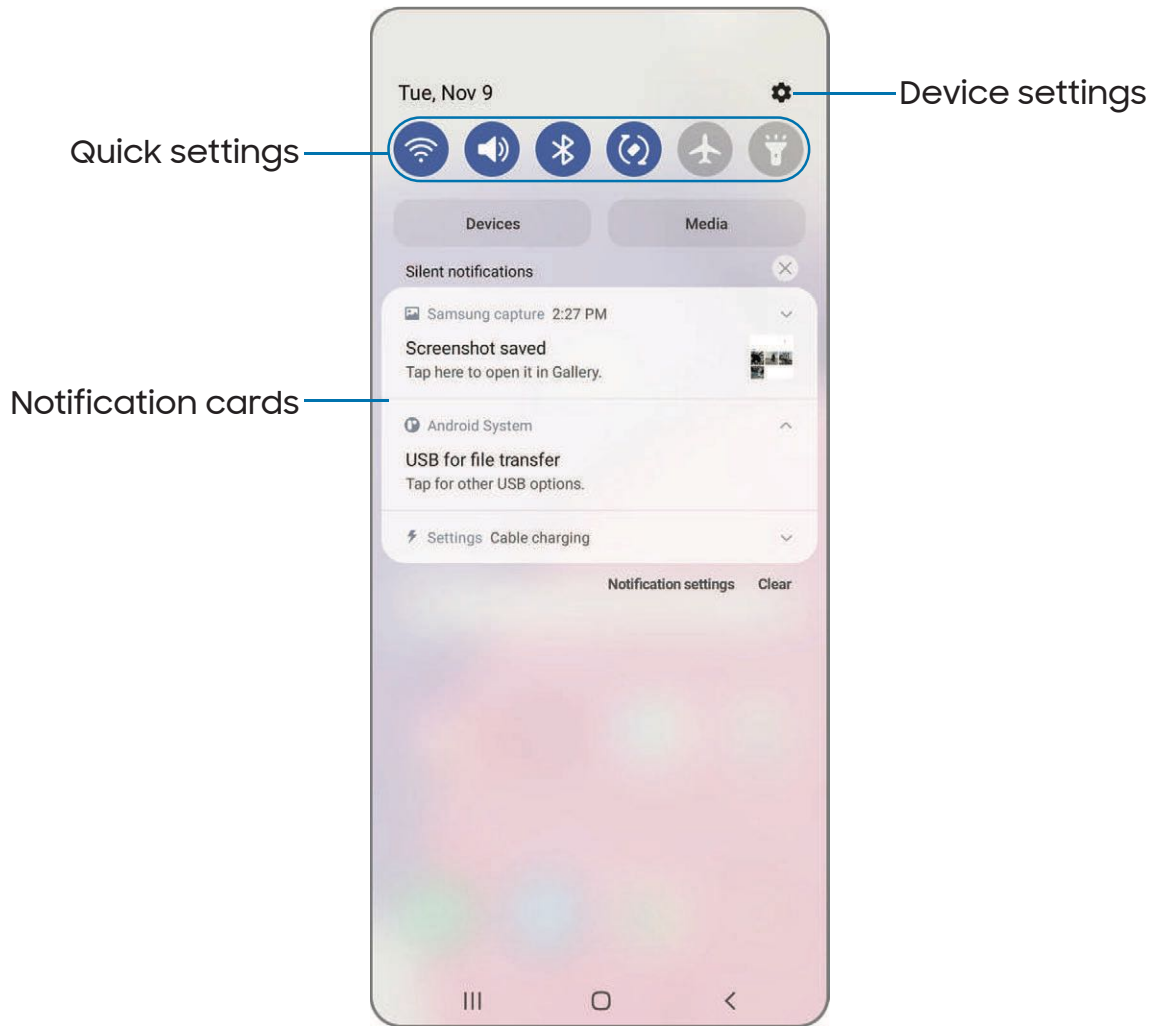 Tue, Nov 9
Device settings
Quick settings
Devices
Media
Silent notifications
Samsung capture 2:27 PM
Screenshot saved
Tap here to open it in Gallery.
Notification cards
Android System
USB for file transfer
Tap for other USB options.
Settings Cable charging
Notification settings
Clear